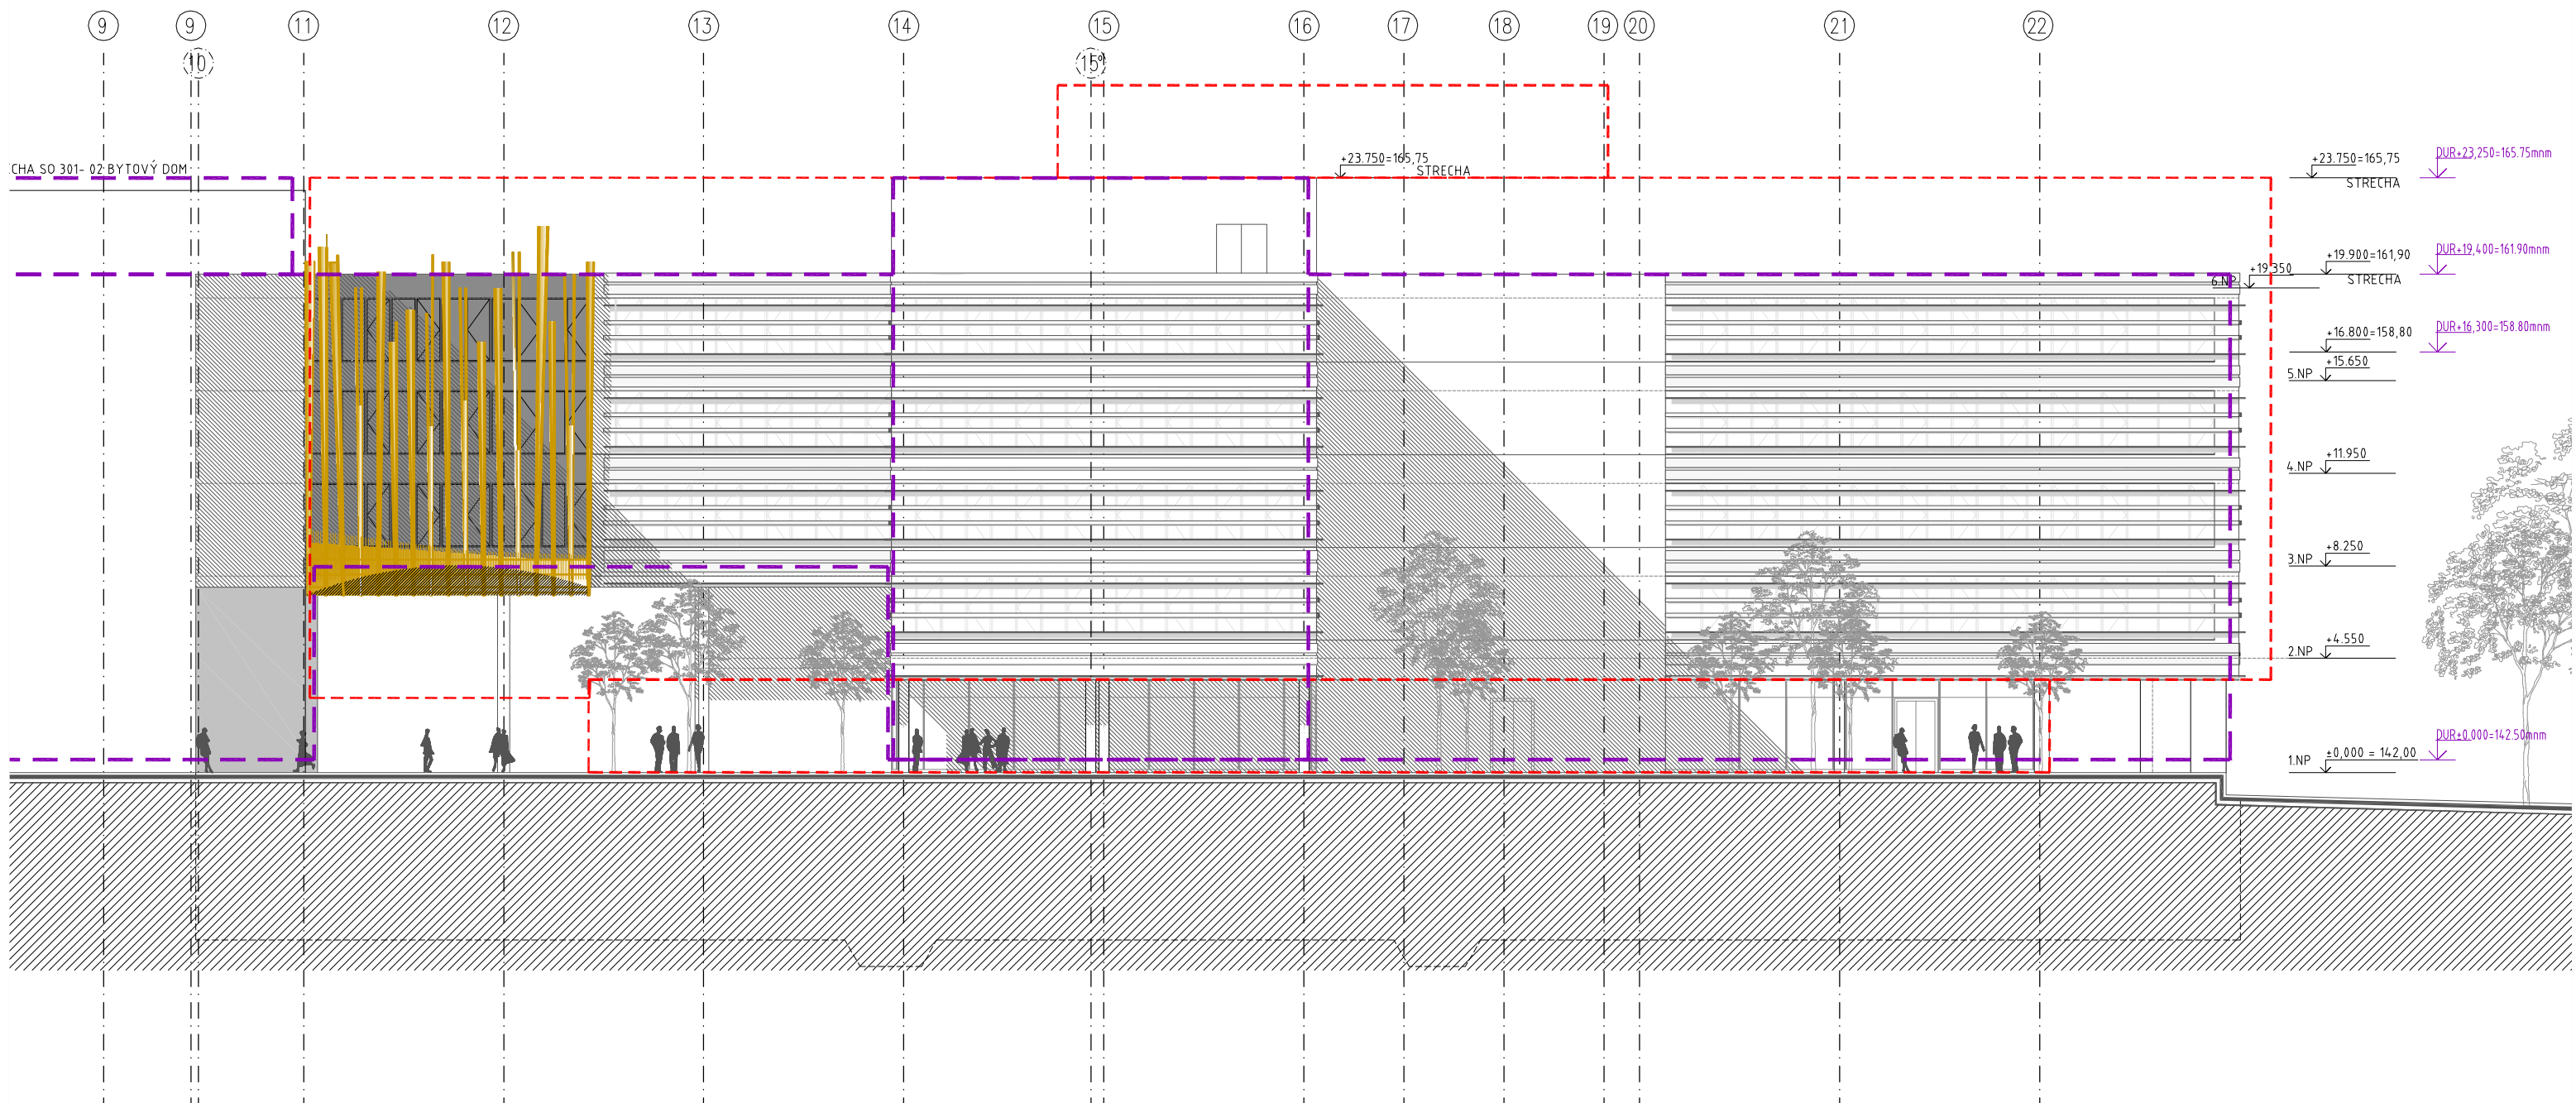 9
9
11
12
13
14
15
16
17
18
19
20
21
22
10
15'
CHA SO 301- 02 BYTOVÝ DOM
+23.750=165,75
STRECHA
+23.750=165,75
STRECHA
DUR+23,250=165.75mnm
+19.900=161,90
STRECHA
DUR+19,400=161.90mnm
6.NP
+19.350
+16.800=158,80
DUR+16,300=158.80mnm
5.NP
+15.650
4.NP
+11.950
3.NP
+8.250
2.NP
+4.550
DUR±0.000=142.50mnm
1.NP
±0,000 = 142,00